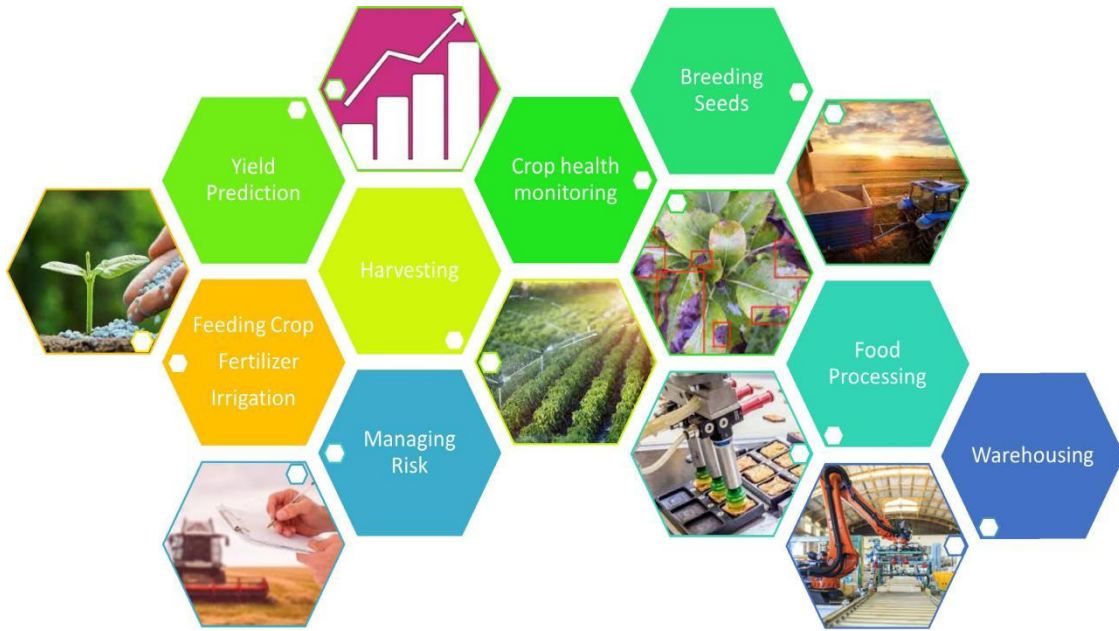 Breeding
Seeds
Yield
Prediction
Crop health
monitoring
Harvesting
Feeding Crop
Fertilizer
Irrigation
Food
Processing
Managing
Risk
Warehousing